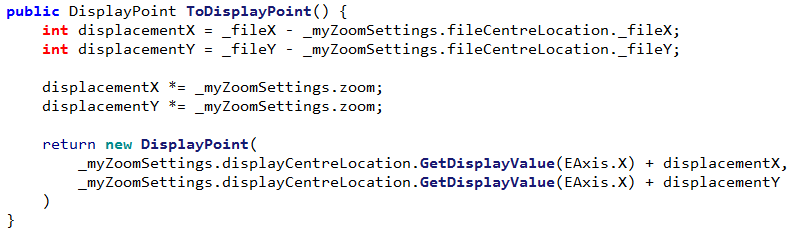 public DisplayPoint ToDisplayPoint() {
    int displacementX = _fileX - _myZoomSettings.fileCentreLocation._fileX;
    int displacementY = _fileY - _myZoomSettings.fileCentreLocation._fileY;

    displacementX *= _myZoomSettings.zoom;
    displacementY *= _myZoomSettings.zoom;

    return new DisplayPoint(
        _myZoomSettings.displayCentreLocation.GetDisplayValue(EAxis.X) + displacementX,
        _myZoomSettings.displayCentreLocation.GetDisplayValue(EAxis.X) + displacementY
    )
}